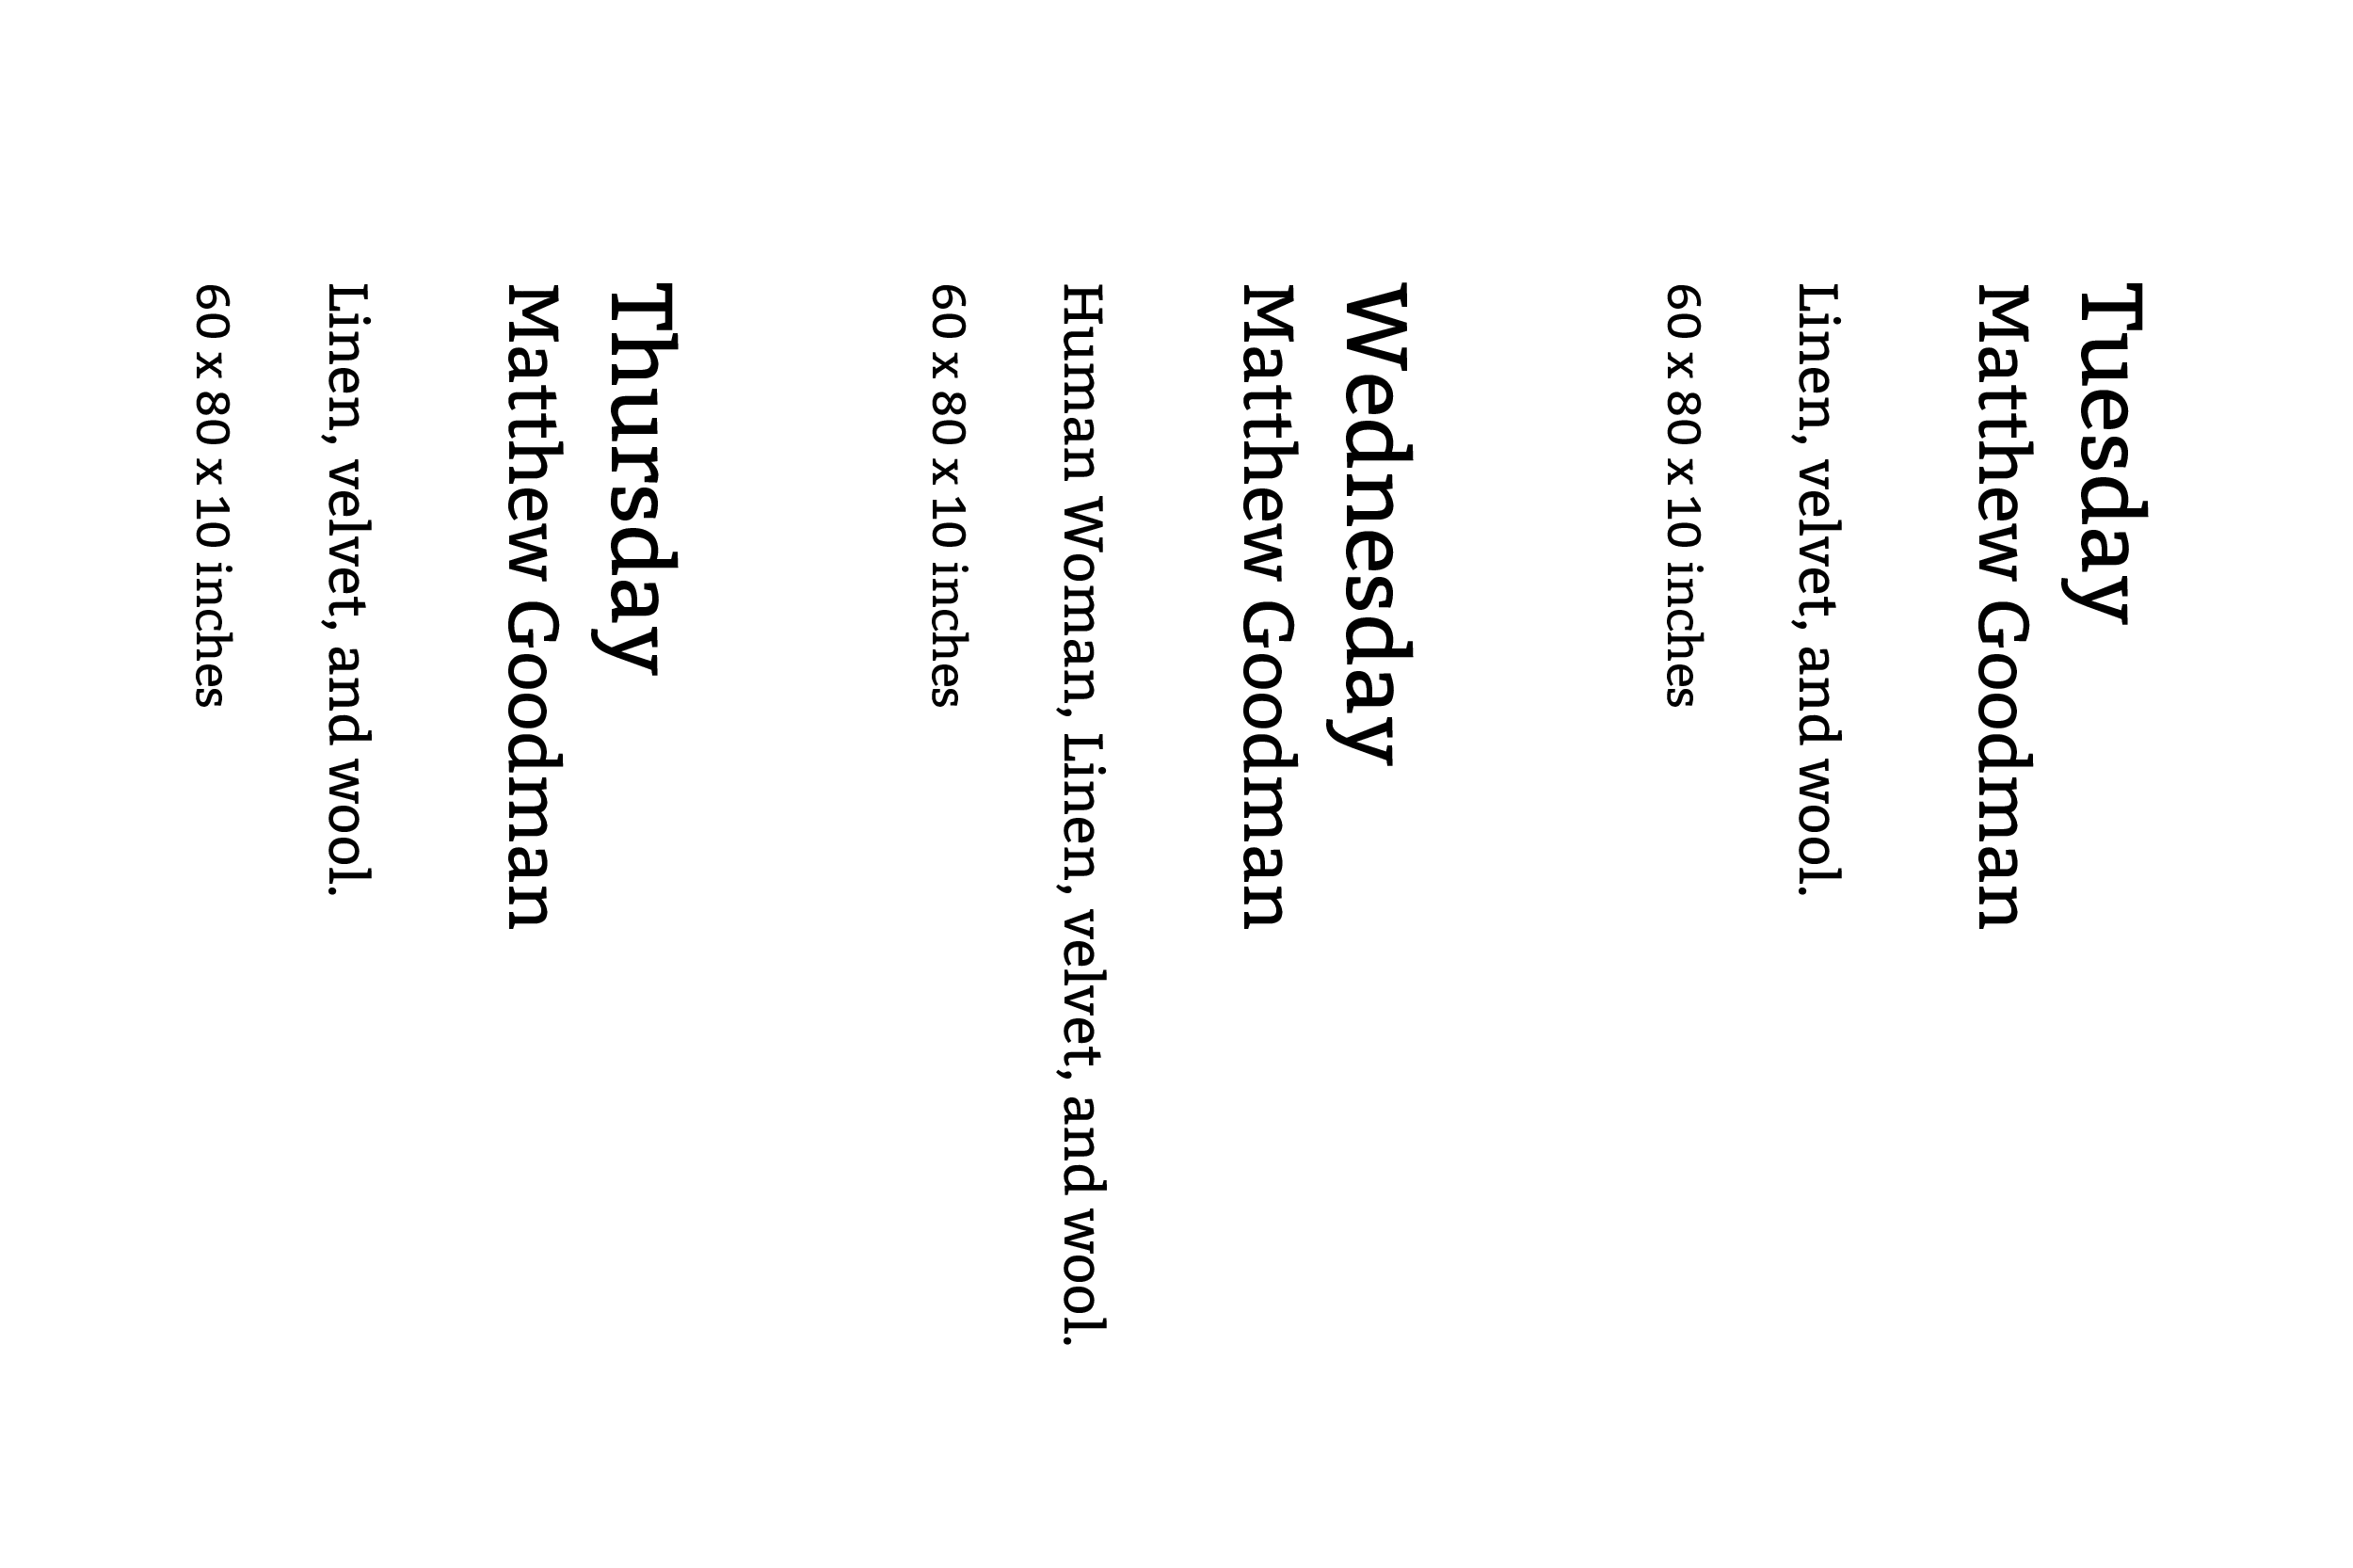 Tuesday
Matthew Goodman
Linen, velvet, and wool.
60 x 80 x 10 inches
Wednesday
Matthew Goodman
Human Woman, Linen, velvet, and wool.
60 x 80 x 10 inches
Thursday
Matthew Goodman
Linen, velvet, and wool.
60 x 80 x 10 inches